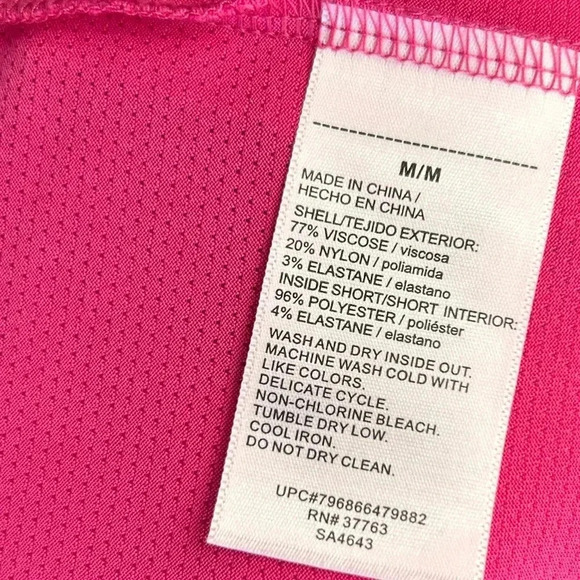 M/M
MADE IN CHINA /
HECHO EN CHINA
SHELL/TEJIDO EXTERIOR:
77% VISCOSE / viscosa
20% NYLON / poliamida
3% ELASTANE / elastano
INSIDE SHORT/SHORT INTERIOR:
96% POLYESTER / poliéster
4% ELASTANE / elastano
WASH AND DRY INSIDE OUT.
MACHINE WASH COLD WITH
LIKE COLORS.
DELICATE CYCLE.
NON-CHLORINE BLEACH.
TUMBLE DRY LOW.
COOL IRON.
DO NOT DRY CLEAN.
UPC#796866479882
RN# 37763
SA4643